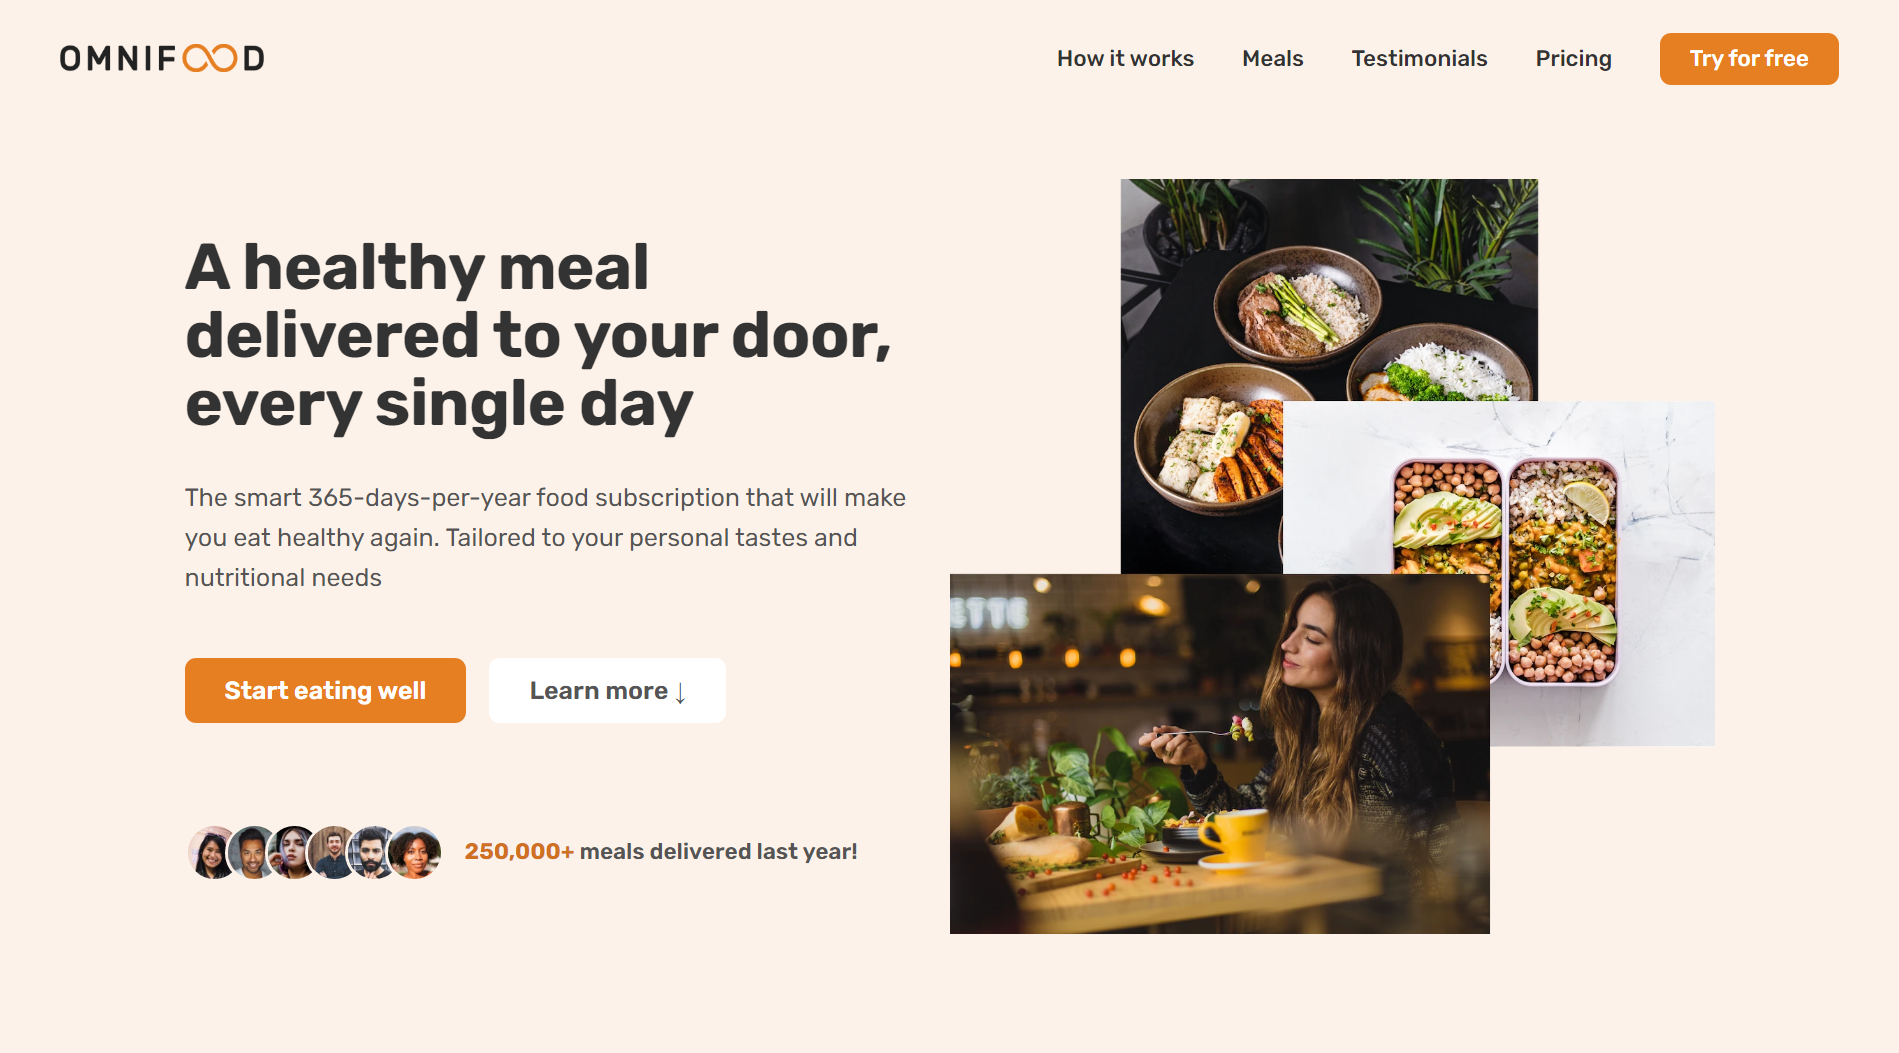 OMNIFOOD
How it works
Meals
Testimonials
Pricing
Try for free
A healthy meal
delivered to your door,
every single day
The smart 365-days-per-year food subscription that will make
you eat healthy again. Tailored to your personal tastes and
nutritional needs
Start eating well
Learn more ↓
250,000+ meals delivered last year!
ETTE